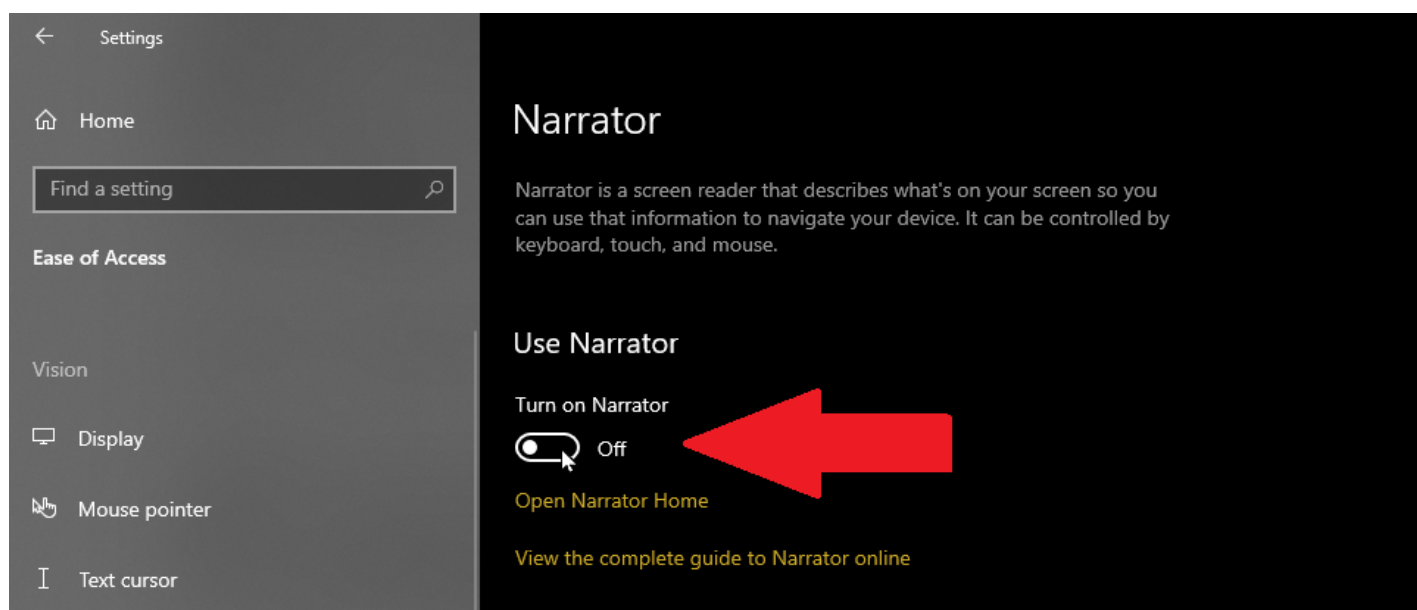 Settings
Home
Find a setting
Ease of Access
Vision
Display
Mouse pointer
Text cursor
Narrator
Narrator is a screen reader that describes what's on your screen so you
can use that information to navigate your device. It can be controlled by
keyboard, touch, and mouse.
Use Narrator
Turn on Narrator
Off
Open Narrator Home
View the complete guide to Narrator online